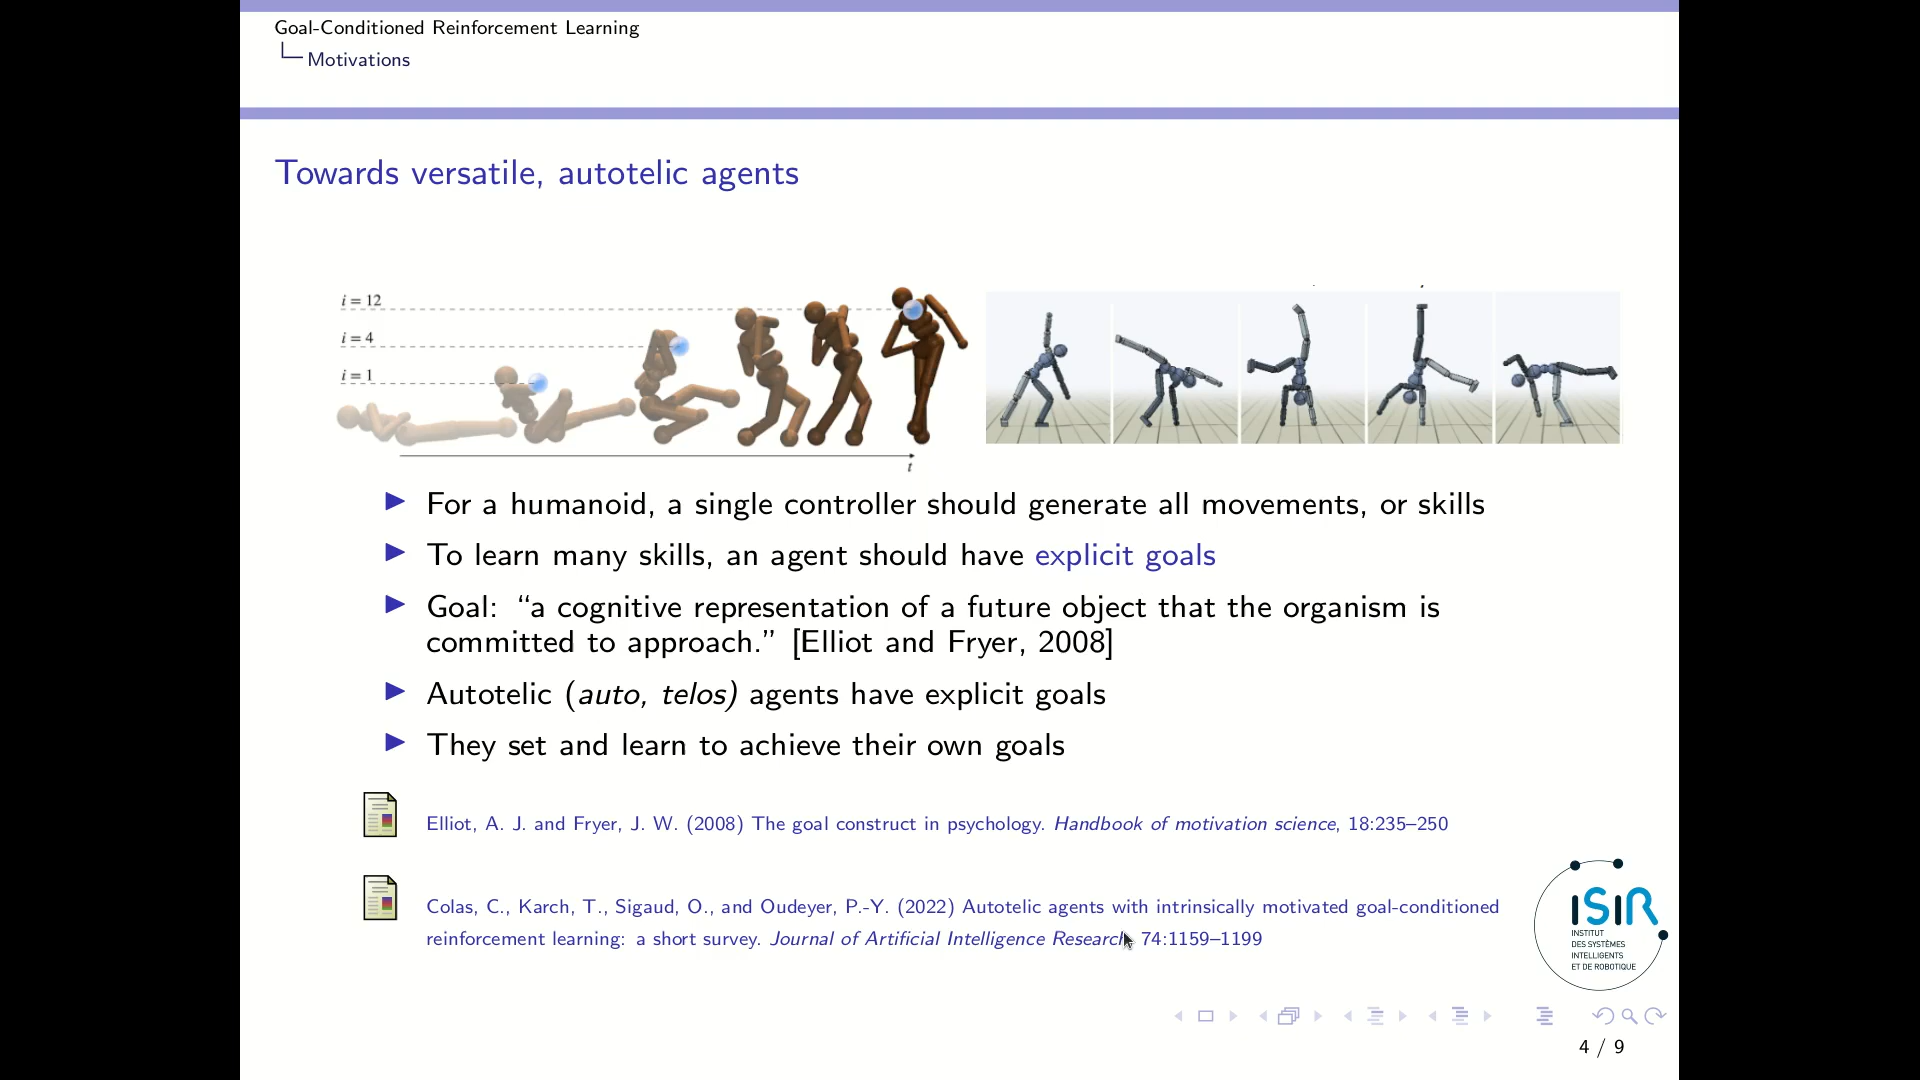 Goal-Conditioned Reinforcement Learning
Motivations
Towards versatile, autotelic agents
i = 12
i = 4
i = 1
t
For a humanoid, a single controller should generate all movements, or skills
To learn many skills, an agent should have explicit goals
Goal: “a cognitive representation of a future object that the organism is
committed to approach.” [Elliot and Fryer, 2008]
Autotelic (auto, telos) agents have explicit goals
They set and learn to achieve their own goals
Elliot, A. J. and Fryer, J. W. (2008) The goal construct in psychology. Handbook of motivation science, 18:235–250
Colas, C., Karch, T., Sigaud, O., and Oudeyer, P.-Y. (2022) Autotelic agents with intrinsically motivated goal-conditioned
reinforcement learning: a short survey. Journal of Artificial Intelligence Research, 74:1159–1199
ISIR
INSTITUT
DES SYSTÈMES
INTELLIGENTS
ET DE ROBOTIQUE
4 / 9